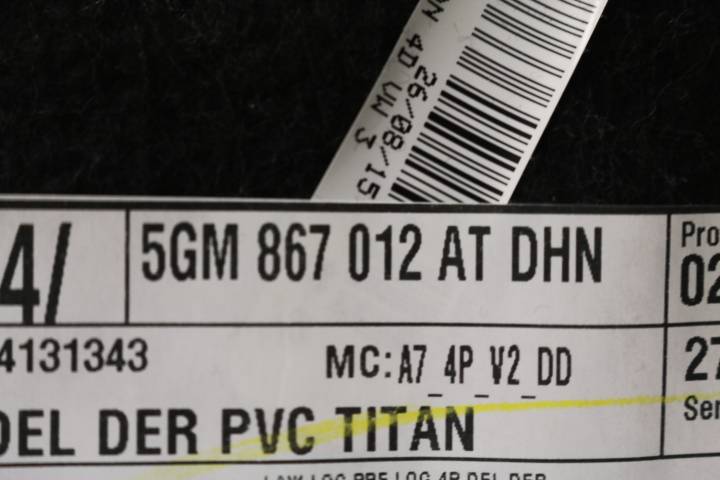 4D 26/08/15
VW 3
4/ 5GM 867 012 AT DHN Pro
02
4131343 MC:A7_4P_V2_DD 27
DEL DER PVC TITAN Ser